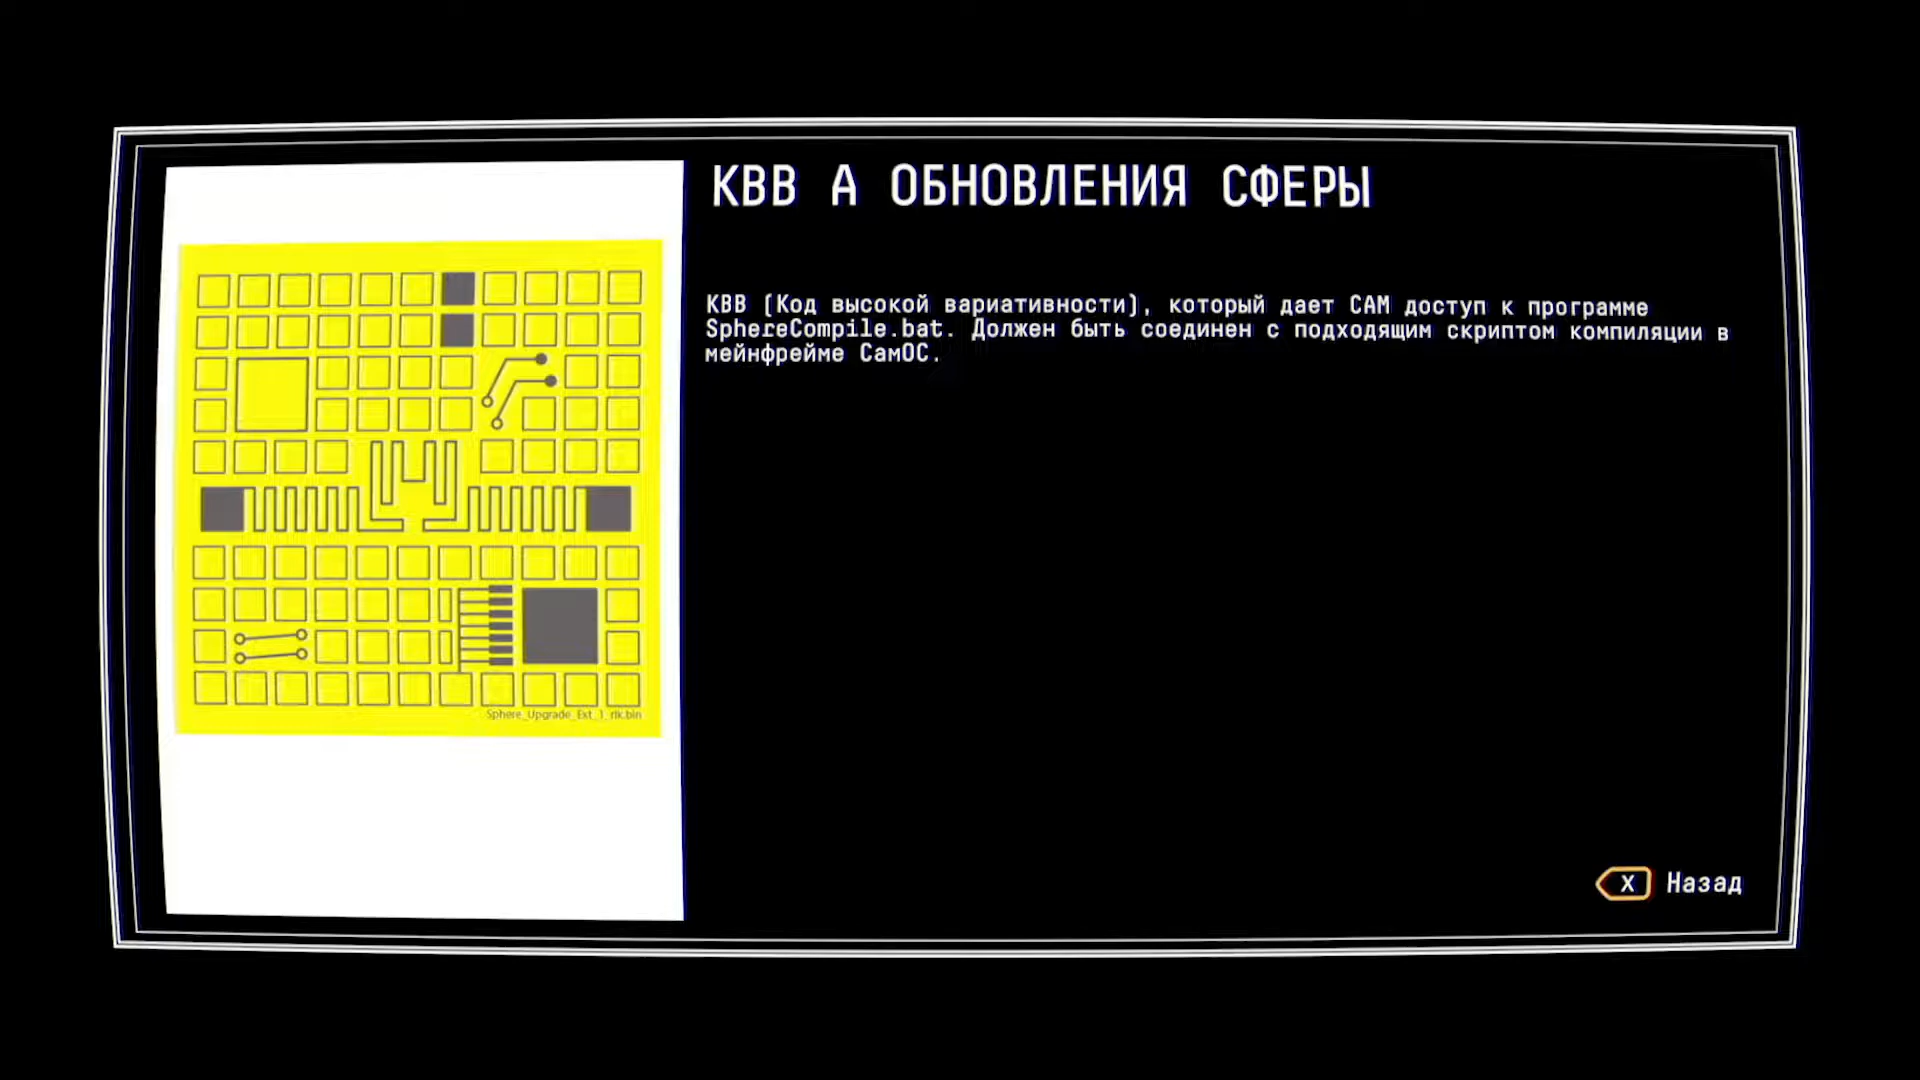 КВВ А ОБНОВЛЕНИЯ СФЕРЫ
КВВ (Код высокой вариативности), который дает САМ доступ к программе
SphereCompile.bat. Должен быть соединен с подходящим скриптом компиляции в
мейнфрейме СамОС.
Sphere_Upgrade_Ext_1_rlk.bin
X Назад